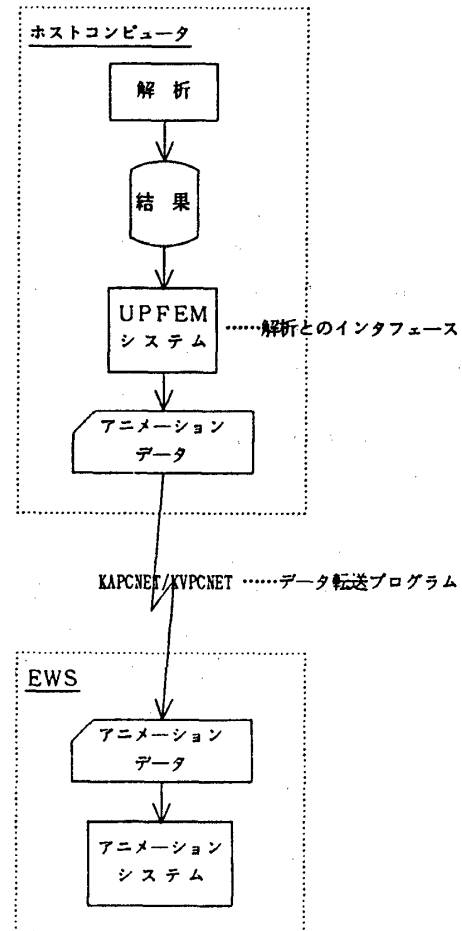 ホストコンピュータ
解 析
結 果
UPFEM
システム
……解析とのインタフェース
アニメーション
データ
KAPCNET/KVPCNET ……データ転送プログラム
EWS
アニメーション
データ
アニメーション
システム